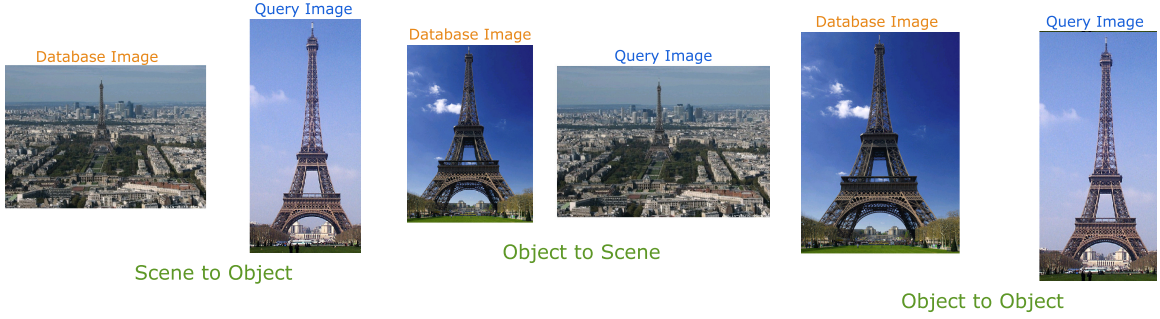 Database Image
Query Image
Scene to Object
Database Image
Query Image
Object to Scene
Database Image
Query Image
Object to Object